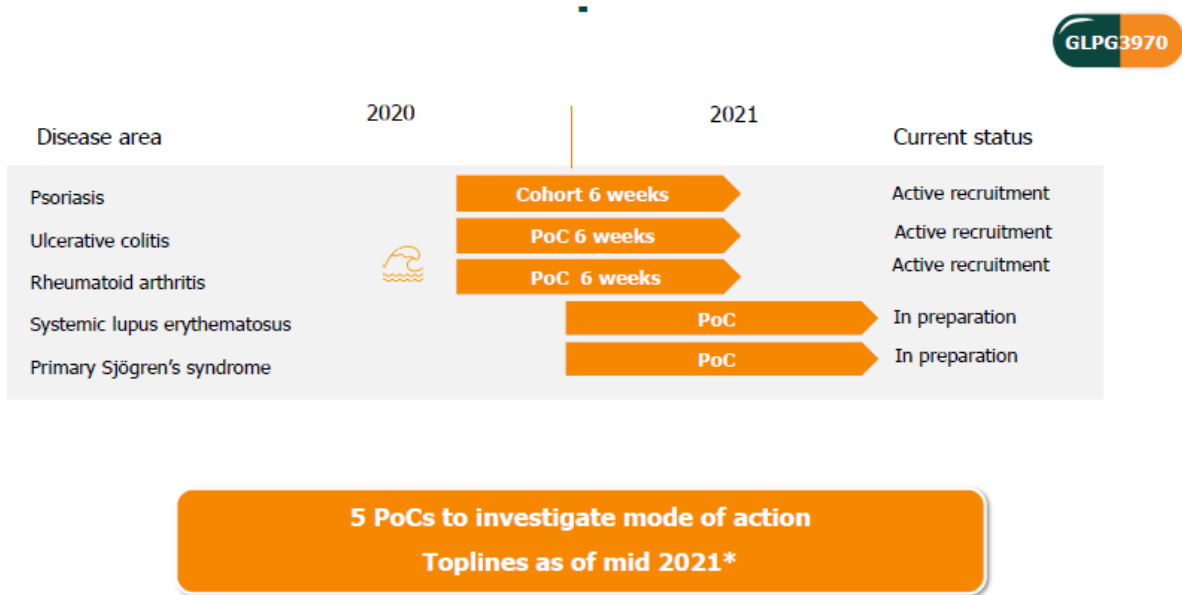 GLPG3970
2020
2021
Disease area
Current status
Psoriasis
Cohort 6 weeks
Active recruitment
Ulcerative colitis
PoC 6 weeks
Active recruitment
Rheumatoid arthritis
PoC 6 weeks
Active recruitment
Systemic lupus erythematosus
PoC
In preparation
Primary Sjögren's syndrome
PoC
In preparation
5 PoCs to investigate mode of action
Toplines as of mid 2021*